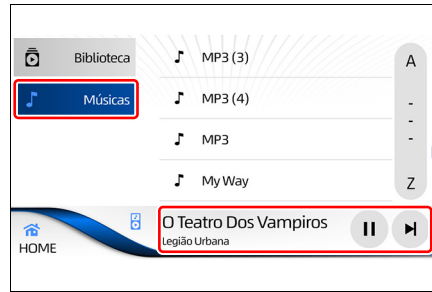 Biblioteca
Músicas
MP3 (3)
MP3 (4)
MP3
My Way
A
-
-
-
Z
HOME
O Teatro Dos Vampiros
Legião Urbana